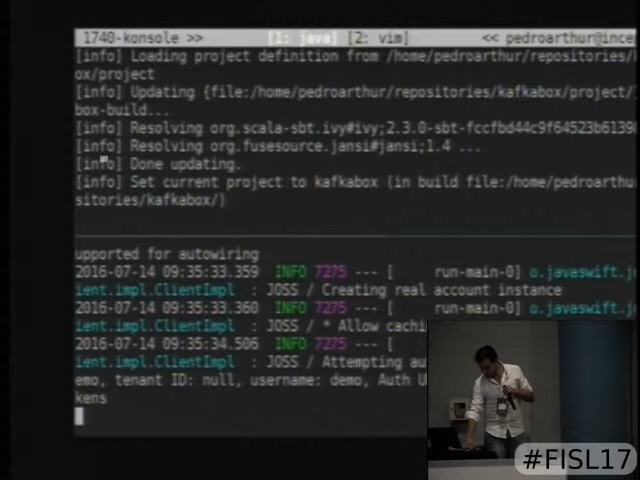 1740-konsole >> [1: java] [2: vim] << pedroarthur@ince
[info] Loading project definition from /home/pedroarthur/repositories/
ox/project
[info] Updating {file:/home/pedroarthur/repositories/kafkabox/project/
box-build...
[info] Resolving org.scala-sbt.ivy#ivy;2.3.0-sbt-fccfbd44c9f64523b6139
[info] Resolving org.fusesource.jansi#jansi;1.4 ...
[info] Done updating.
[info] Set current project to kafkabox (in build file:/home/pedroarthur
sitories/kafkabox/)
upported for autowiring
2016-07-14 09:35:33.359 INFO 7275 --- [ run-main-0] o.javaswift.j
ient.impl.ClientImpl : JOSS / Creating real account instance
2016-07-14 09:35:33.360 INFO 7275 --- [ run-main-0] o.javaswift.j
ient.impl.ClientImpl : JOSS / * Allow cachi
2016-07-14 09:35:34.506 INFO 7275 --- [
ient.impl.ClientImpl : JOSS / Attempting au
emo, tenant ID: null, username: demo, Auth U
kens
#FISL17